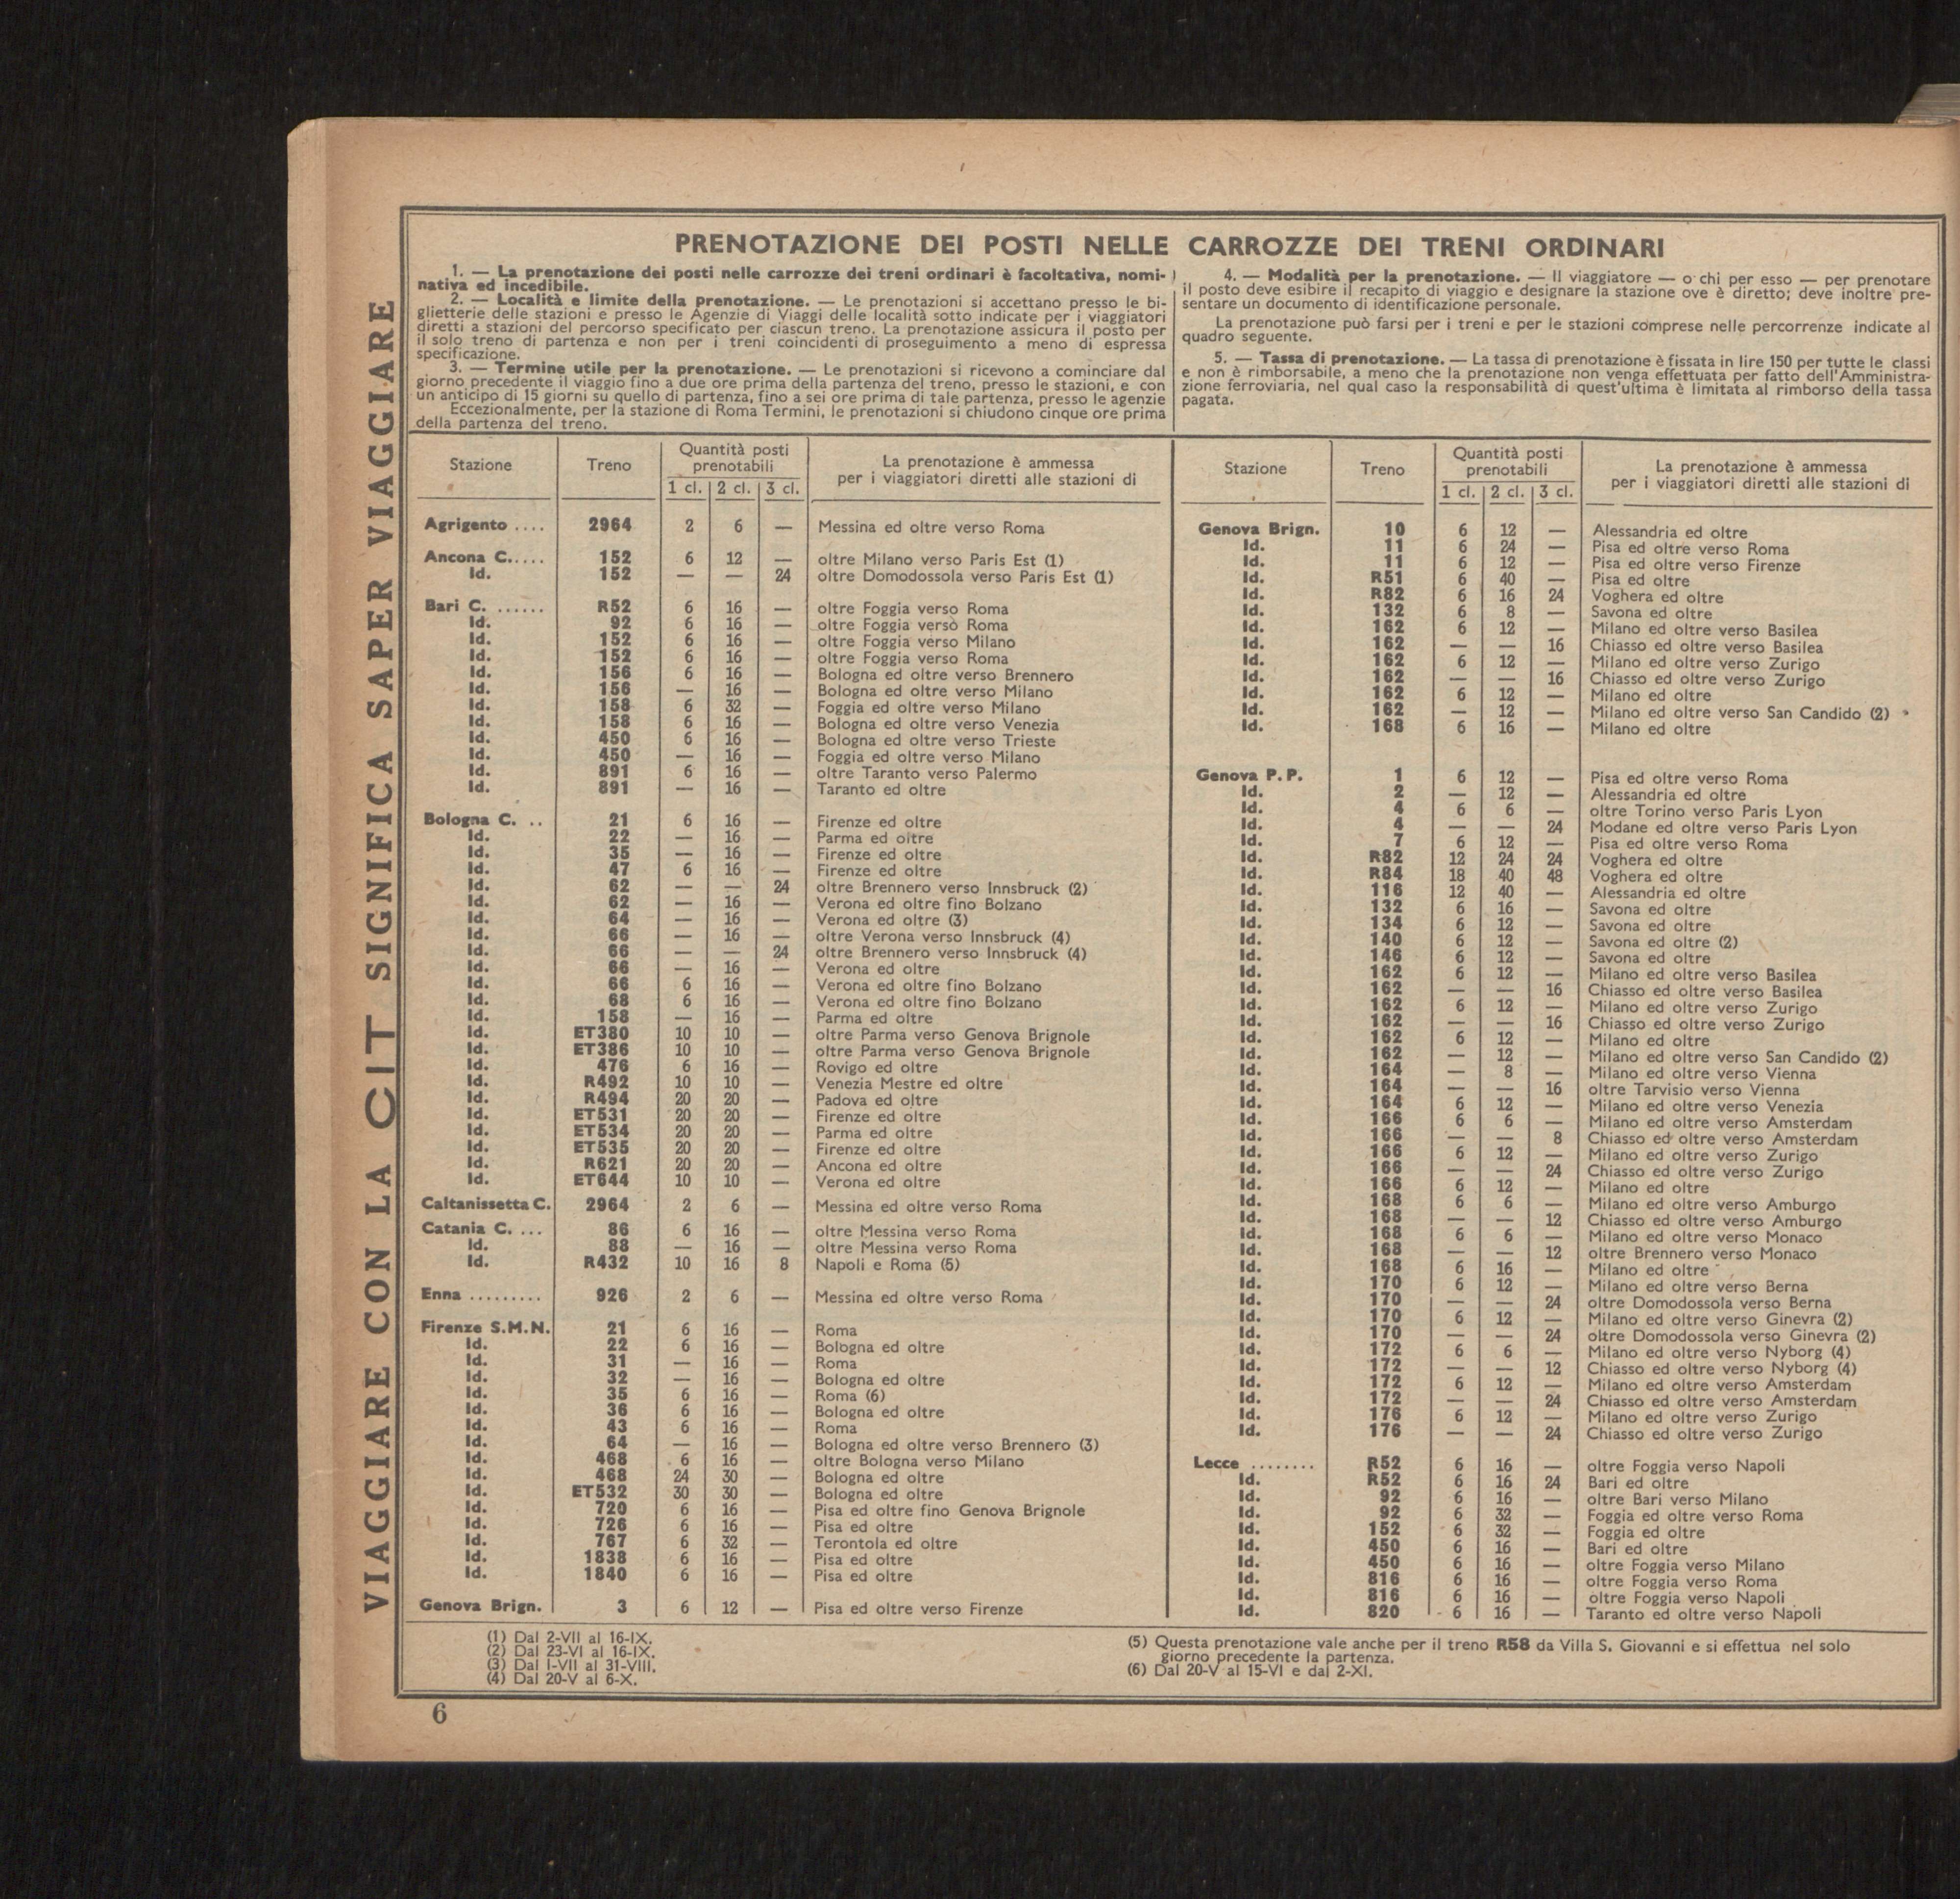 VIAGGIARE CON LA CIT SIGNIFICA SAPER VIAGGIARE
PRENOTAZIONE DEI POSTI NELLE CARROZZE DEI TRENI ORDINARI
1. — La prenotazione dei posti nelle carrozze dei treni ordinari è facoltativa, nomi-
nativa ed incedibile.
2. — Località e limite della prenotazione. — Le prenotazioni si accettano presso le bi-
glietterie delle stazioni e presso le Agenzie di Viaggi delle località sotto indicate per i viaggiatori
diretti a stazioni del percorso specificato per ciascun treno. La prenotazione assicura il posto per
il solo treno di partenza e non per i treni coincidenti di proseguimento a meno di espressa
specificazione.
3. — Termine utile per la prenotazione. — Le prenotazioni si ricevono a cominciare dal
giorno precedente il viaggio fino a due ore prima della partenza del treno, presso le stazioni, e con
un anticipo di 15 giorni su quello di partenza, fino a sei ore prima di tale partenza, presso le agenzie
Eccezionalmente, per la stazione di Roma Termini, le prenotazioni si chiudono cinque ore prima
della partenza del treno.
4. — Modalità per la prenotazione. — Il viaggiatore — o chi per esso — per prenotare
il posto deve esibire il recapito di viaggio e designare la stazione ove è diretto; deve inoltre pre-
sentare un documento di identificazione personale.
La prenotazione può farsi per i treni e per le stazioni comprese nelle percorrenze indicate al
quadro seguente.
5. — Tassa di prenotazione. — La tassa di prenotazione è fissata in lire 150 per tutte le classi
e non è rimborsabile, a meno che la prenotazione non venga effettuata per fatto dell'Amministra-
zione ferroviaria, nel qual caso la responsabilità di quest'ultima è limitata al rimborso della tassa
pagata.
Stazione Treno Quantità posti prenotabili La prenotazione è ammessa
per i viaggiatori diretti alle stazioni di
1 cl. 2 cl. 3 cl.
Agrigento .... 2964 2 6 — Messina ed oltre verso Roma
Ancona C..... 152 6 12 — oltre Milano verso Paris Est (1)
Id. 152 — — 24 oltre Domodossola verso Paris Est (1)
Bari C. ...... R52 6 16 — oltre Foggia verso Roma
Id. 92 6 16 — oltre Foggia versò Roma
Id. 152 6 16 — oltre Foggia verso Milano
Id. 152 6 16 — oltre Foggia verso Roma
Id. 156 6 16 — Bologna ed oltre verso Brennero
Id. 156 — 16 — Bologna ed oltre verso Milano
Id. 158 6 32 — Foggia ed oltre verso Milano
Id. 158 6 16 — Bologna ed oltre verso Venezia
Id. 450 6 16 — Bologna ed oltre verso Trieste
Id. 450 — 16 — Foggia ed oltre verso Milano
Id. 891 6 16 — oltre Taranto verso Palermo
Id. 891 — 16 — Taranto ed oltre
Bologna C. .. 21 6 16 — Firenze ed oltre
Id. 22 — 16 — Parma ed oltre
Id. 35 — 16 — Firenze ed oltre
Id. 47 6 16 — Firenze ed oltre
Id. 62 — — 24 oltre Brennero verso Innsbruck (2)
Id. 62 — 16 — Verona ed oltre fino Bolzano
Id. 64 — 16 — Verona ed oltre (3)
Id. 66 — 16 — oltre Verona verso Innsbruck (4)
Id. 66 — — 24 oltre Brennero verso Innsbruck (4)
Id. 66 — 16 — Verona ed oltre
Id. 66 6 16 — Verona ed oltre fino Bolzano
Id. 68 6 16 — Verona ed oltre fino Bolzano
Id. 158 — 16 — Parma ed oltre
Id. ET380 10 10 — oltre Parma verso Genova Brignole
Id. ET386 10 10 — oltre Parma verso Genova Brignole
Id. 476 6 16 — Rovigo ed oltre
Id. R492 10 10 — Venezia Mestre ed oltre
Id. R494 20 20 — Padova ed oltre
Id. ET531 20 20 — Firenze ed oltre
Id. ET534 20 20 — Parma ed oltre
Id. ET535 20 20 — Firenze ed oltre
Id. R621 20 20 — Ancona ed oltre
Id. ET644 10 10 — Verona ed oltre
Caltanissetta C. 2964 2 6 — Messina ed oltre verso Roma
Catania C. ... 86 6 16 — oltre Messina verso Roma
Id. 88 — 16 — oltre Messina verso Roma
Id. R432 10 16 8 Napoli e Roma (5)
Enna ......... 926 2 6 — Messina ed oltre verso Roma
Firenze S.M.N. 21 6 16 — Roma
Id. 22 6 16 — Bologna ed oltre
Id. 31 — 16 — Roma
Id. 32 — 16 — Bologna ed oltre
Id. 35 6 16 — Roma (6)
Id. 36 6 16 — Bologna ed oltre
Id. 43 6 16 — Roma
Id. 64 — 16 — Bologna ed oltre verso Brennero (3)
Id. 468 6 16 — oltre Bologna verso Milano
Id. 468 24 30 — Bologna ed oltre
Id. ET532 30 30 — Bologna ed oltre
Id. 720 6 16 — Pisa ed oltre fino Genova Brignole
Id. 726 6 16 — Pisa ed oltre
Id. 767 6 32 — Terontola ed oltre
Id. 1838 6 16 — Pisa ed oltre
Id. 1840 6 16 — Pisa ed oltre
Genova Brign. 3 6 12 — Pisa ed oltre verso Firenze
Stazione Treno Quantità posti prenotabili La prenotazione è ammessa
per i viaggiatori diretti alle stazioni di
1 cl. 2 cl. 3 cl.
Genova Brign. 10 6 12 — Alessandria ed oltre
Id. 11 6 24 — Pisa ed oltre verso Roma
Id. 11 6 12 — Pisa ed oltre verso Firenze
Id. R51 6 40 — Pisa ed oltre
Id. R82 6 16 24 Voghera ed oltre
Id. 132 6 8 — Savona ed oltre
Id. 162 6 12 — Milano ed oltre verso Basilea
Id. 162 — — 16 Chiasso ed oltre verso Basilea
Id. 162 6 12 — Milano ed oltre verso Zurigo
Id. 162 — — 16 Chiasso ed oltre verso Zurigo
Id. 162 6 12 — Milano ed oltre
Id. 162 — 12 — Milano ed oltre verso San Candido (2)
Id. 168 6 16 — Milano ed oltre
Genova P. P. 1 6 12 — Pisa ed oltre verso Roma
Id. 2 — 12 — Alessandria ed oltre
Id. 4 6 6 — oltre Torino verso Paris Lyon
Id. 4 — — 24 Modane ed oltre verso Paris Lyon
Id. 7 6 12 — Pisa ed oltre verso Roma
Id. R82 12 24 24 Voghera ed oltre
Id. R84 18 40 48 Voghera ed oltre
Id. 116 12 40 — Alessandria ed oltre
Id. 132 6 16 — Savona ed oltre
Id. 134 6 12 — Savona ed oltre
Id. 140 6 12 — Savona ed oltre (2)
Id. 146 6 12 — Savona ed oltre
Id. 162 6 12 — Milano ed oltre verso Basilea
Id. 162 — — 16 Chiasso ed oltre verso Basilea
Id. 162 6 12 — Milano ed oltre verso Zurigo
Id. 162 — — 16 Chiasso ed oltre verso Zurigo
Id. 162 6 12 — Milano ed oltre
Id. 162 — 12 — Milano ed oltre verso San Candido (2)
Id. 164 — 8 — Milano ed oltre verso Vienna
Id. 164 — — 16 oltre Tarvisio verso Vienna
Id. 164 6 12 — Milano ed oltre verso Venezia
Id. 166 6 6 — Milano ed oltre verso Amsterdam
Id. 166 — — 8 Chiasso ed oltre verso Amsterdam
Id. 166 6 12 — Milano ed oltre verso Zurigo
Id. 166 — — 24 Chiasso ed oltre verso Zurigo
Id. 166 6 12 — Milano ed oltre
Id. 168 6 6 — Milano ed oltre verso Amburgo
Id. 168 — — 12 Chiasso ed oltre verso Amburgo
Id. 168 6 6 — Milano ed oltre verso Monaco
Id. 168 — — 12 oltre Brennero verso Monaco
Id. 168 6 16 — Milano ed oltre
Id. 170 6 12 — Milano ed oltre verso Berna
Id. 170 — — 24 oltre Domodossola verso Berna
Id. 170 6 12 — Milano ed oltre verso Ginevra (2)
Id. 170 — — 24 oltre Domodossola verso Ginevra (2)
Id. 172 6 6 — Milano ed oltre verso Nyborg (4)
Id. 172 — — 12 Chiasso ed oltre verso Nyborg (4)
Id. 172 6 12 — Milano ed oltre verso Amsterdam
Id. 172 — — 24 Chiasso ed oltre verso Amsterdam
Id. 176 6 12 — Milano ed oltre verso Zurigo
Id. 176 — — 24 Chiasso ed oltre verso Zurigo
Lecce ........ R52 6 16 — oltre Foggia verso Napoli
Id. R52 6 16 24 Bari ed oltre
Id. 92 6 16 — oltre Bari verso Milano
Id. 92 6 32 — Foggia ed oltre verso Roma
Id. 152 6 32 — Foggia ed oltre
Id. 450 6 16 — Bari ed oltre
Id. 450 6 16 — oltre Foggia verso Milano
Id. 816 6 16 — oltre Foggia verso Roma
Id. 816 6 16 — oltre Foggia verso Napoli
Id. 820 6 16 — Taranto ed oltre verso Napoli
(1) Dal 2-VII al 16-IX.
(2) Dal 23-VI al 16-IX.
(3) Dal I-VII al 31-VIII.
(4) Dal 20-V al 6-X.
(5) Questa prenotazione vale anche per il treno R58 da Villa S. Giovanni e si effettua nel solo
giorno precedente la partenza.
(6) Dal 20-V al 15-VI e dal 2-XI.
6